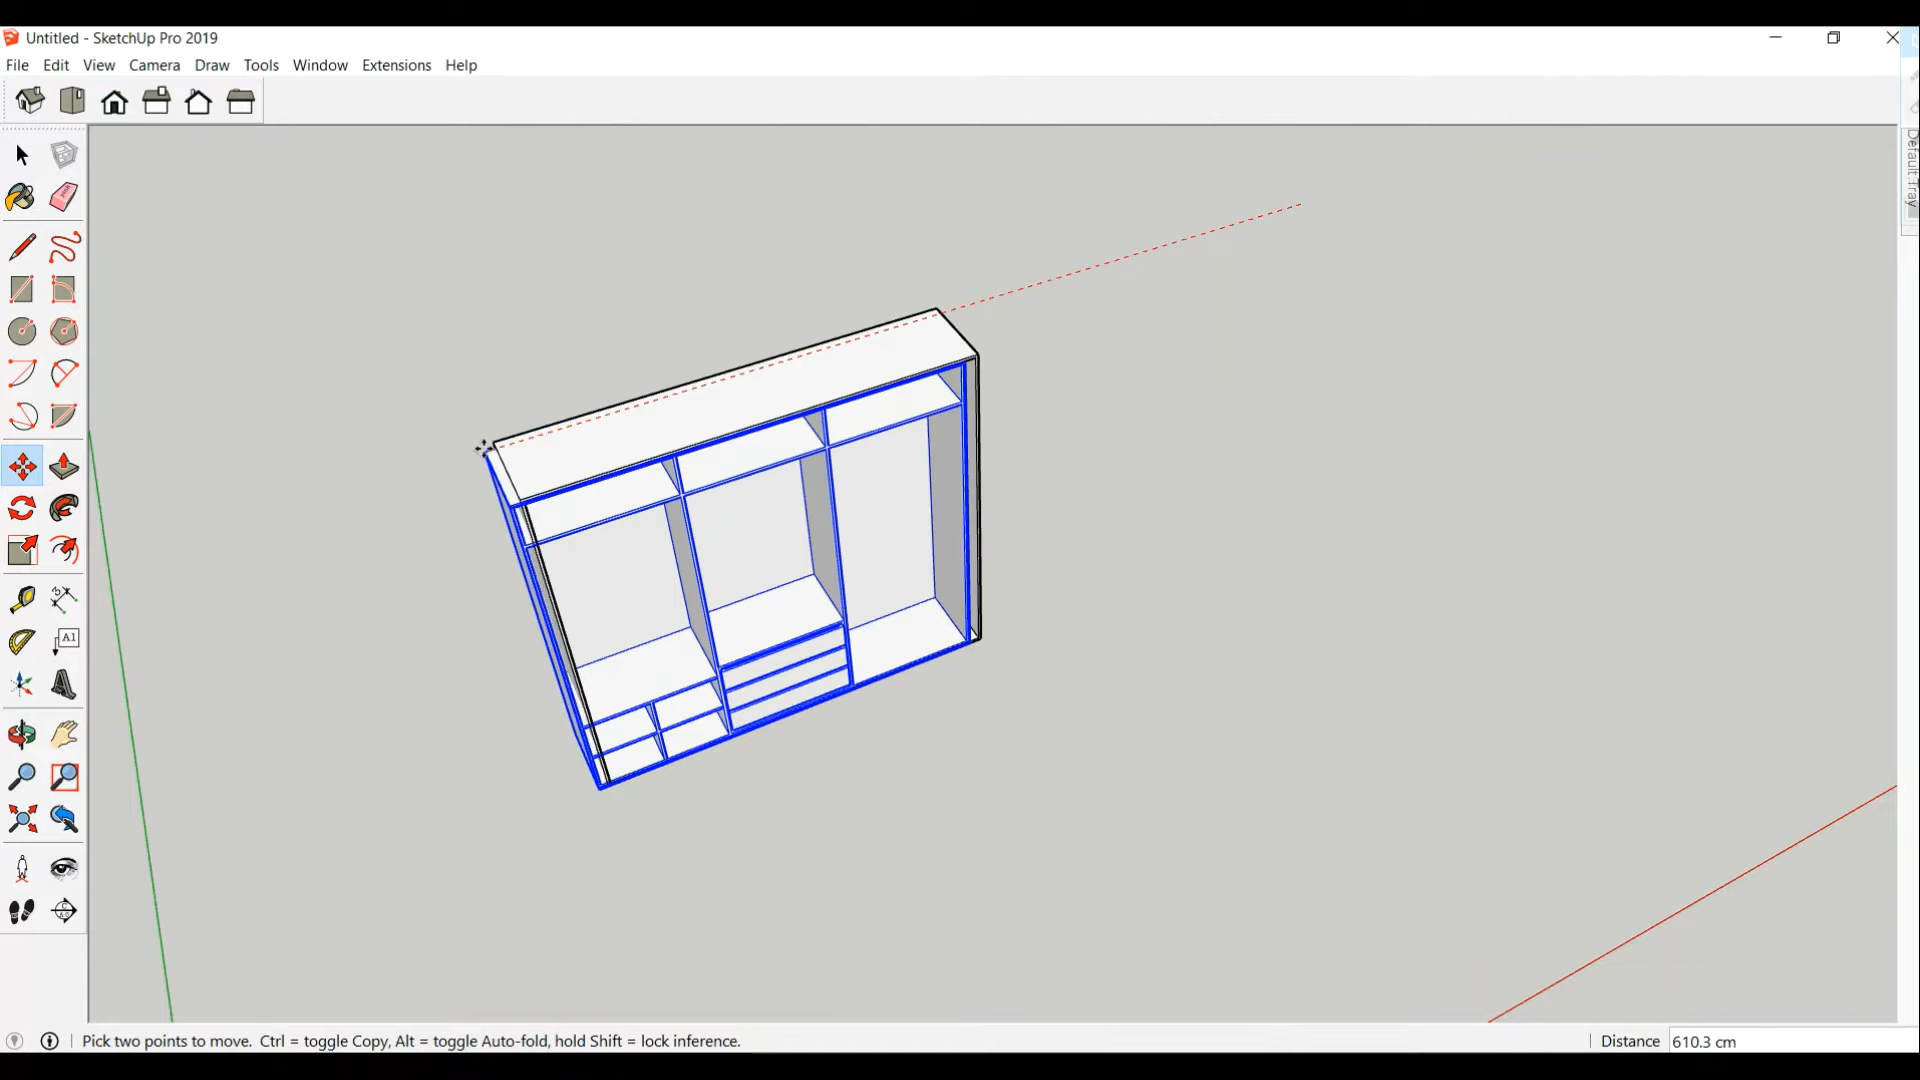 Untitled - SketchUp Pro 2019
File Edit View Camera Draw Tools Window Extensions Help
Default Tray
A1
Pick two points to move. Ctrl = toggle Copy, Alt = toggle Auto-fold, hold Shift = lock inference.
Distance 610.3 cm